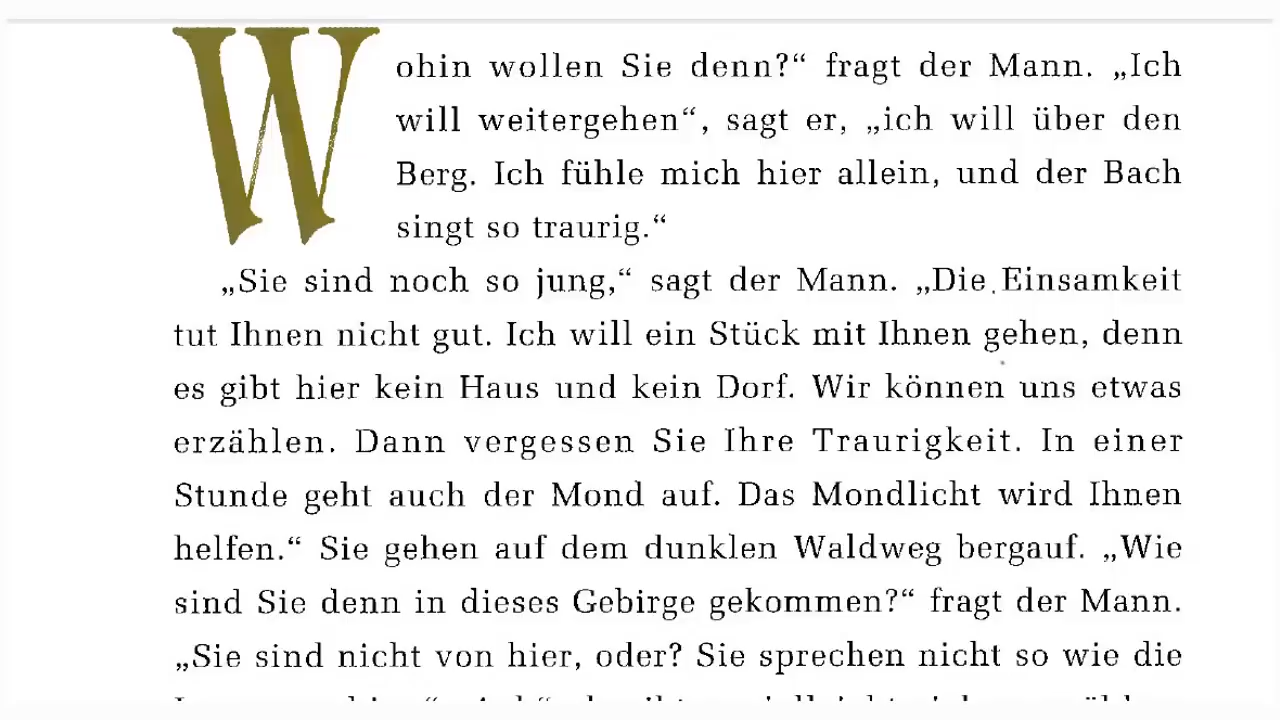 Wohin wollen Sie denn?“ fragt der Mann. „Ich
will weitergehen“, sagt er, „ich will über den
Berg. Ich fühle mich hier allein, und der Bach
singt so traurig.“
„Sie sind noch so jung,“ sagt der Mann. „Die Einsamkeit
tut Ihnen nicht gut. Ich will ein Stück mit Ihnen gehen, denn
es gibt hier kein Haus und kein Dorf. Wir können uns etwas
erzählen. Dann vergessen Sie Ihre Traurigkeit. In einer
Stunde geht auch der Mond auf. Das Mondlicht wird Ihnen
helfen.“ Sie gehen auf dem dunklen Waldweg bergauf. „Wie
sind Sie denn in dieses Gebirge gekommen?“ fragt der Mann.
„Sie sind nicht von hier, oder? Sie sprechen nicht so wie die